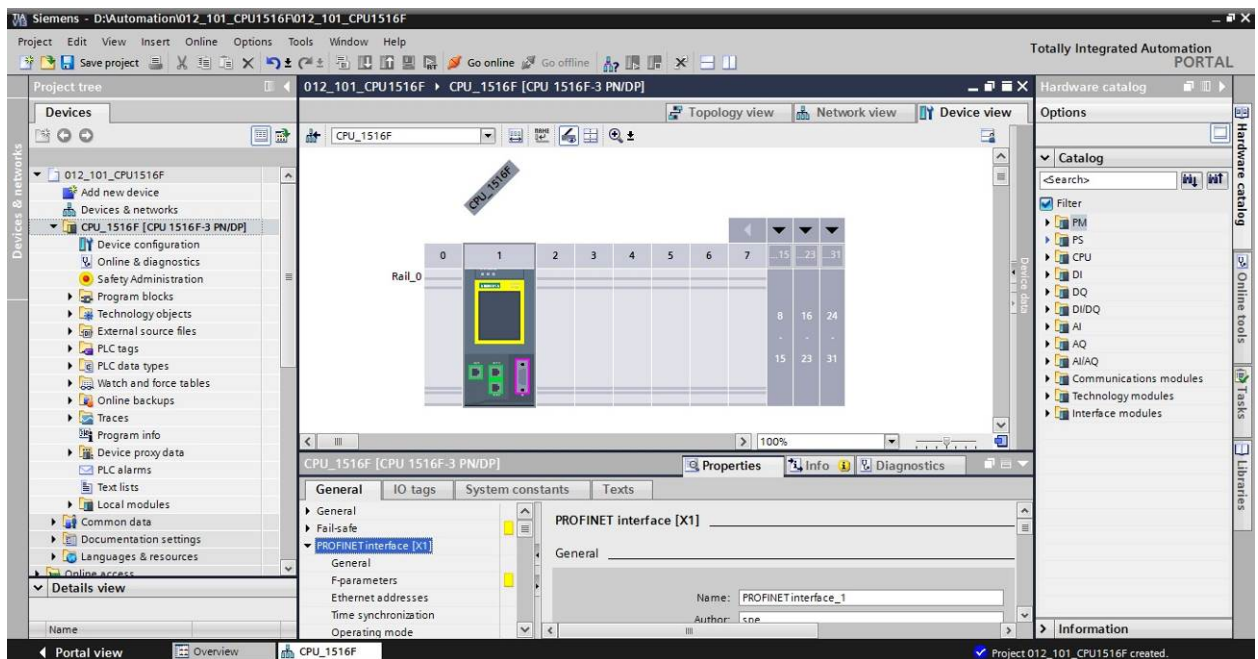 Siemens - D:\Automation\012_101_CPU1516F\012_101_CPU1516F
Project Edit View Insert Online Options Tools Window Help
Totally Integrated Automation
PORTAL
Save project Go online Go offline
Project tree
Devices
Devices & networks
012_101_CPU1516F
Add new device
Devices & networks
CPU_1516F [CPU 1516F-3 PN/DP]
Device configuration
Online & diagnostics
Safety Administration
Program blocks
Technology objects
External source files
PLC tags
PLC data types
Watch and force tables
Online backups
Traces
Program info
Device proxy data
PLC alarms
Text lists
Local modules
Common data
Documentation settings
Languages & resources
Online access
Details view
Name
012_101_CPU1516F CPU_1516F [CPU 1516F-3 PN/DP]
Topology view Network view Device view
CPU_1516F
CPU_1516F
0 1 2 3 4 5 6 7 ...15 ...23 ...31
Rail_0
SIEMENS
8 16 24
- - -
15 23 31
Device data
100%
CPU_1516F [CPU 1516F-3 PN/DP]
Properties Info Diagnostics
General IO tags System constants Texts
General
Fail-safe
PROFINET interface [X1]
General
F-parameters
Ethernet addresses
Time synchronization
Operating mode
PROFINET interface [X1]
General
Name: PROFINET interface_1
Author: spe
Hardware catalog
Options
Catalog
<Search>
Filter
PM
PS
CPU
DI
DQ
DI/DQ
AI
AQ
AI/AQ
Communications modules
Technology modules
Interface modules
Information
Hardware catalog
Online tools
Tasks
Libraries
Portal view Overview CPU_1516F
Project 012_101_CPU1516F created.